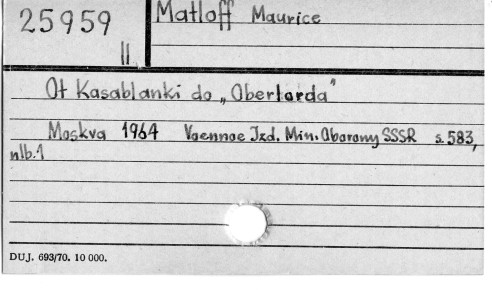 25959
II
Matloff Maurice
Ot Kasablanki do „Oberlorda"
Moskva 1964 Voennoe Izd. Min. Oborony SSSR s. 583,
nlb. 1
DUJ. 693/70. 10 000.